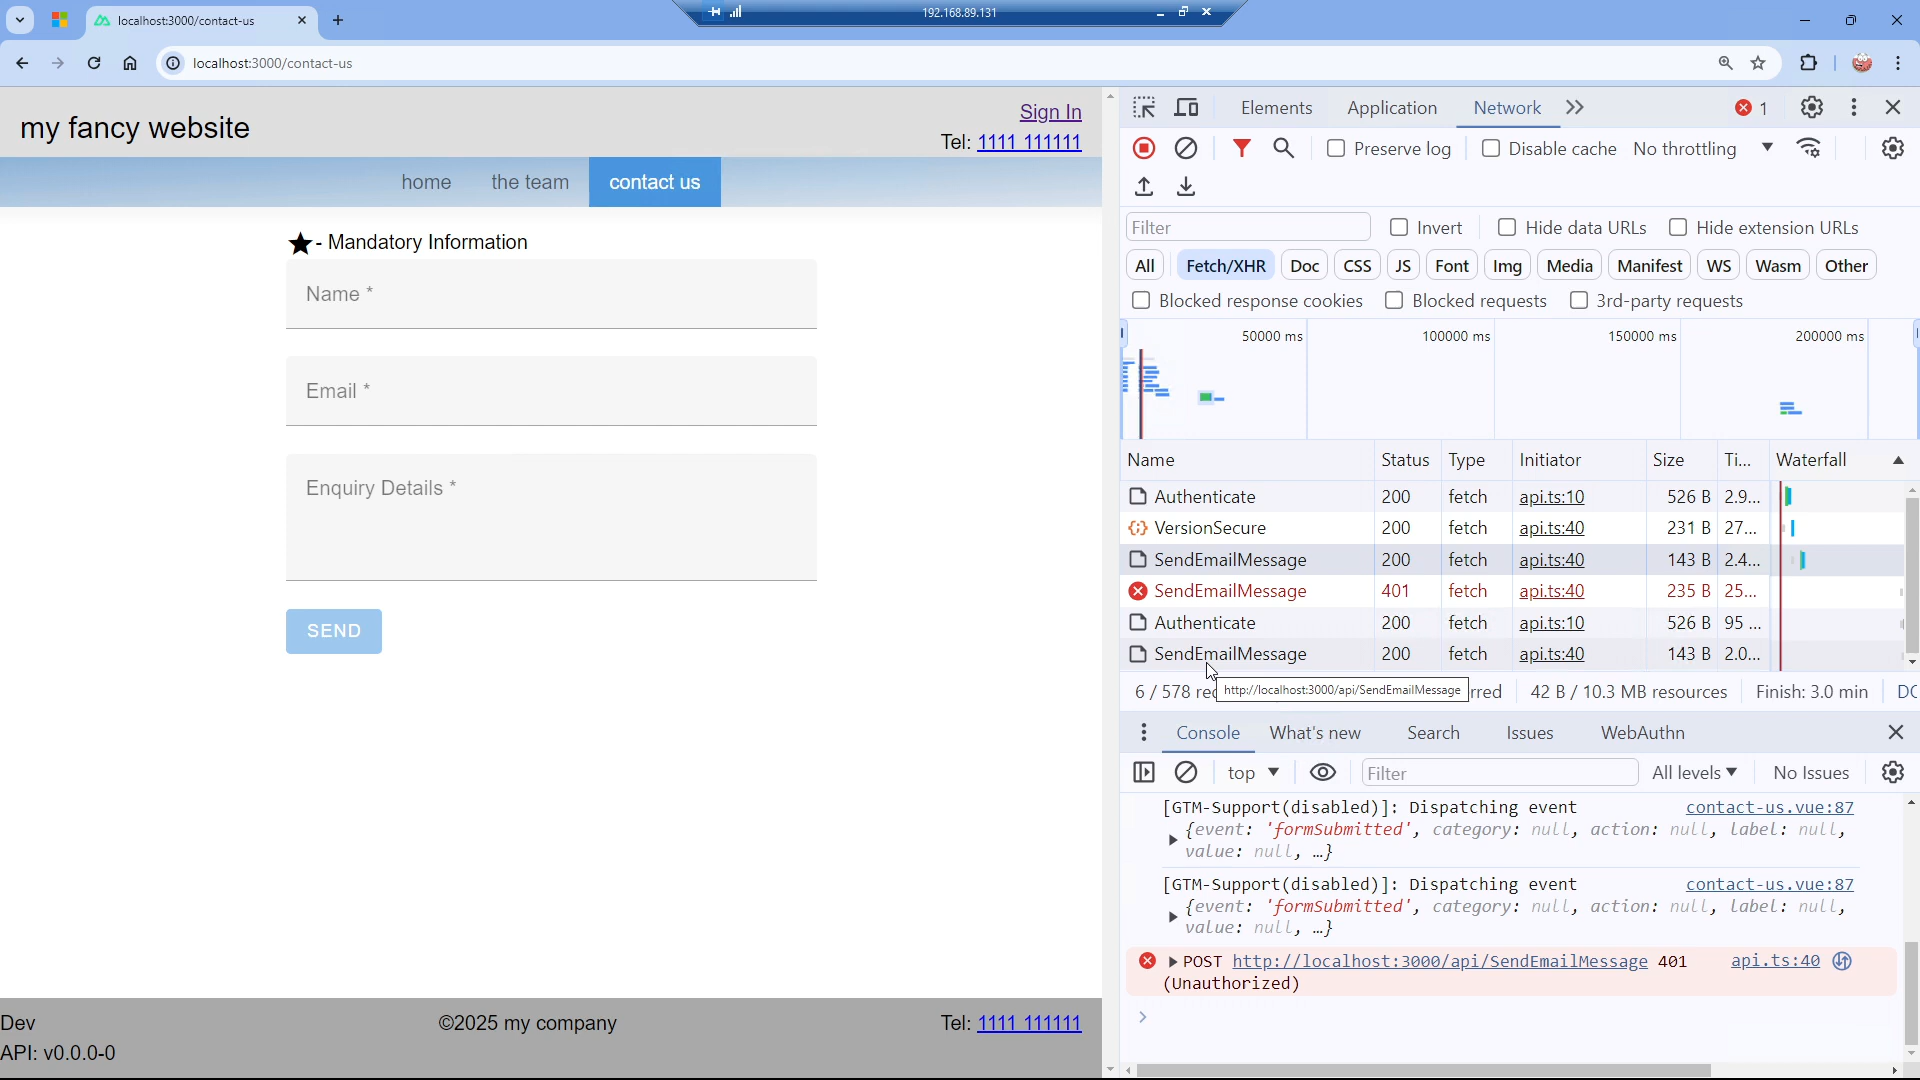 localhost:3000/contact-us
192.168.89.131
localhost:3000/contact-us
my fancy website
Sign In
Tel: 1111 111111
home
the team
contact us
- Mandatory Information
Name *
Email *
Enquiry Details *
SEND
Dev
API: v0.0.0-0
©2025 my company
Tel: 1111 111111
Elements Application Network 1
Preserve log Disable cache No throttling
Filter Invert Hide data URLs Hide extension URLs
All Fetch/XHR Doc CSS JS Font Img Media Manifest WS Wasm Other
Blocked response cookies Blocked requests 3rd-party requests
50000 ms 100000 ms 150000 ms 200000 ms
Name Status Type Initiator Size Ti... Waterfall
Authenticate 200 fetch api.ts:10 526 B 2.9...
VersionSecure 200 fetch api.ts:40 231 B 27...
SendEmailMessage 200 fetch api.ts:40 143 B 2.4...
SendEmailMessage 401 fetch api.ts:40 235 B 25...
Authenticate 200 fetch api.ts:10 526 B 95 ...
SendEmailMessage 200 fetch api.ts:40 143 B 2.0...
6 / 578 rec http://localhost:3000/api/SendEmailMessage rred 42 B / 10.3 MB resources Finish: 3.0 min DC
Console What's new Search Issues WebAuthn
top Filter All levels No Issues
[GTM-Support(disabled)]: Dispatching event contact-us.vue:87
{event: 'formSubmitted', category: null, action: null, label: null,
value: null, …}
[GTM-Support(disabled)]: Dispatching event contact-us.vue:87
{event: 'formSubmitted', category: null, action: null, label: null,
value: null, …}
POST http://localhost:3000/api/SendEmailMessage 401 api.ts:40
(Unauthorized)